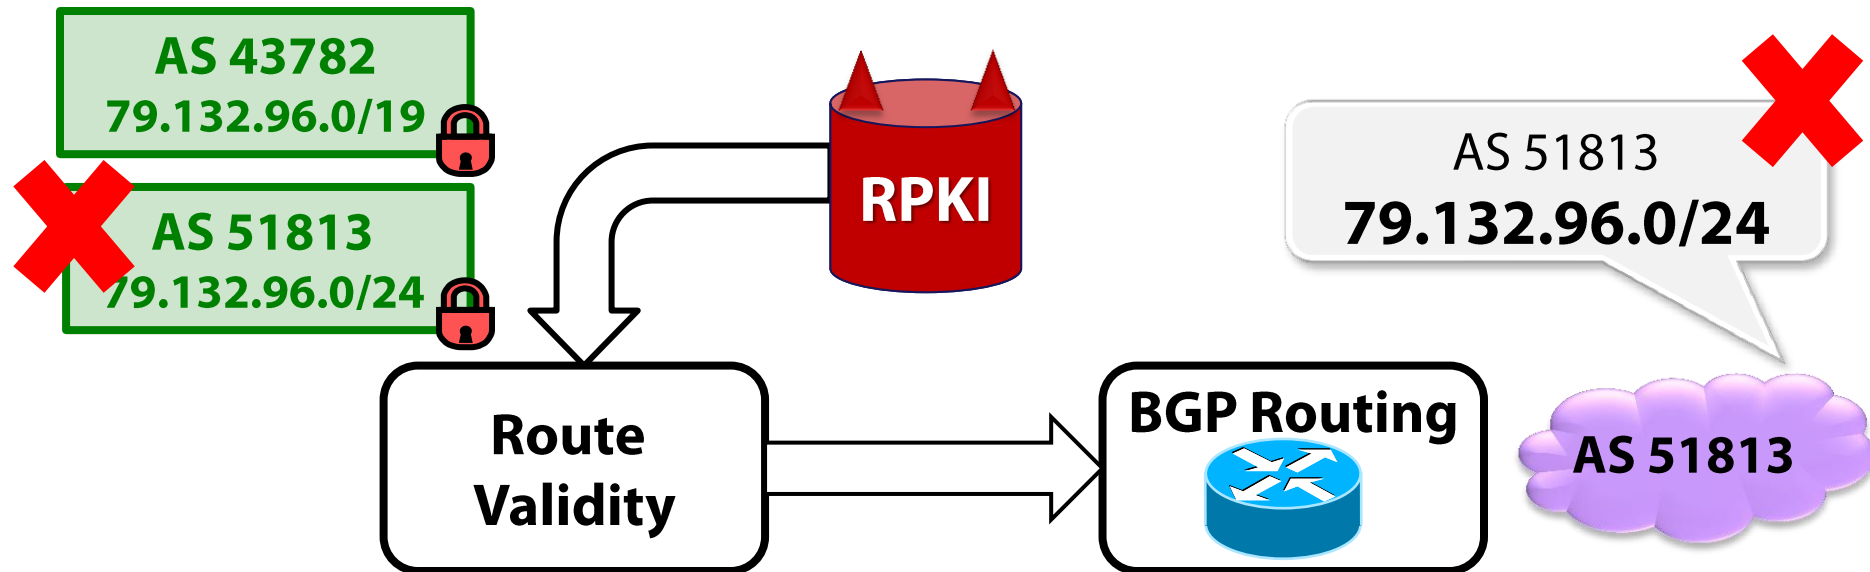 AS 43782
79.132.96.0/19
AS 51813
79.132.96.0/24
RPKI
AS 51813
79.132.96.0/24
Route
Validity
BGP Routing
AS 51813